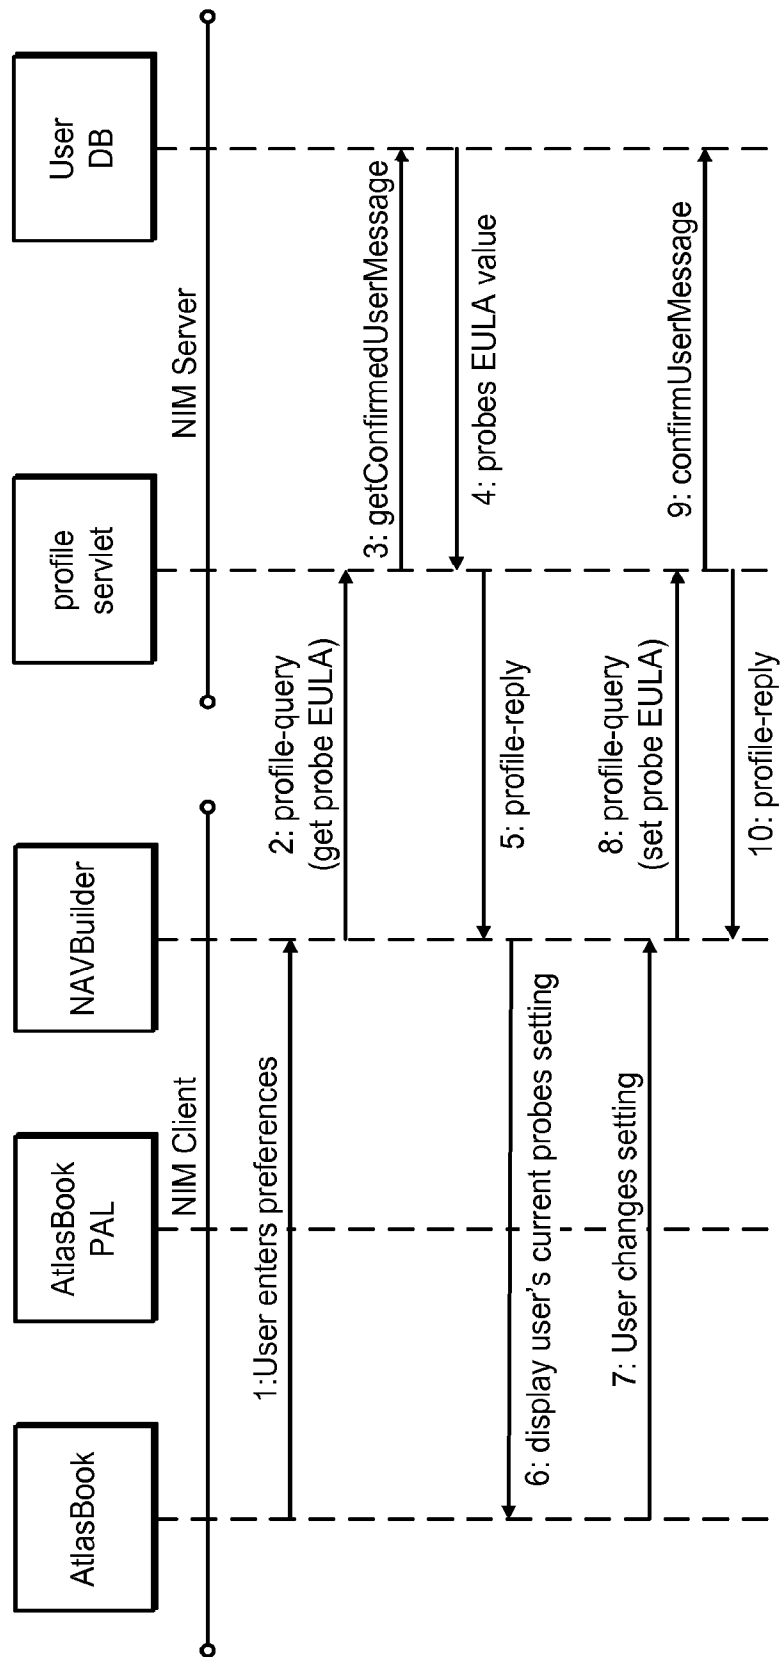 AtlasBook
AtlasBook
PAL
NAVBuilder
profile
servlet
User
DB
NIM Client
NIM Server
1:User enters preferences
2: profile-query
(get probe EULA)
3: getConfirmedUserMessage
4: probes EULA value
5: profile-reply
6: display user's current probes setting
7: User changes setting
8: profile-query
(set probe EULA)
9: confirmUserMessage
10: profile-reply